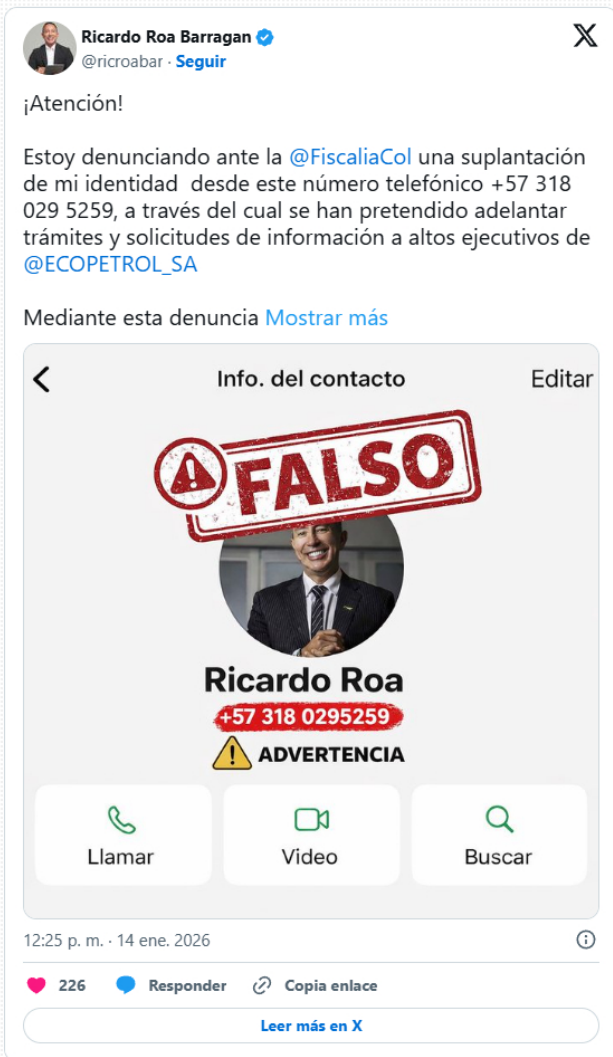 Ricardo Roa Barragan
@ricroabar · Seguir
¡Atención!
Estoy denunciando ante la @FiscaliaCol una suplantación
de mi identidad desde este número telefónico +57 318
029 5259, a través del cual se han pretendido adelantar
trámites y solicitudes de información a altos ejecutivos de
@ECOPETROL_SA
Mediante esta denuncia Mostrar más
Info. del contacto
Editar
FALSO
Ricardo Roa
+57 318 0295259
ADVERTENCIA
Llamar
Video
Buscar
12:25 p. m. · 14 ene. 2026
226
Responder
Copia enlace
Leer más en X